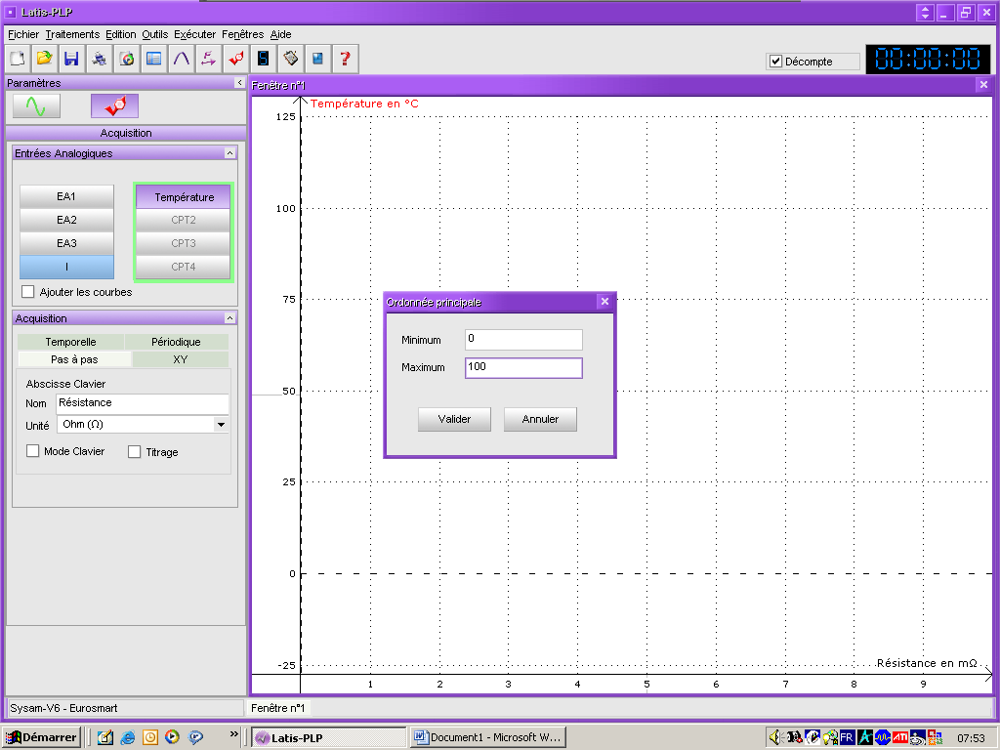 Latis-PLP
Fichier Traitements Edition Outils Exécuter Fenêtres Aide
Décompte
00:00:00
Paramètres
Fenêtre n°1
Acquisition
Entrées Analogiques
EA1
Température
EA2
CPT2
EA3
CPT3
I
CPT4
Ajouter les courbes
Acquisition
Temporelle
Périodique
Pas à pas
XY
Abscisse Clavier
Nom
Résistance
Unité
Ohm (Ω)
Mode Clavier
Titrage
Température en °C
125
100
75
50
25
0
-25
Ordonnée principale
Minimum
0
Maximum
100
Valider
Annuler
Résistance en mΩ
1 2 3 4 5 6 7 8 9
Sysam-V6 - Eurosmart
Fenêtre n°1
Démarrer
Latis-PLP
Document1 - Microsoft W...
FR
ATI
07:53